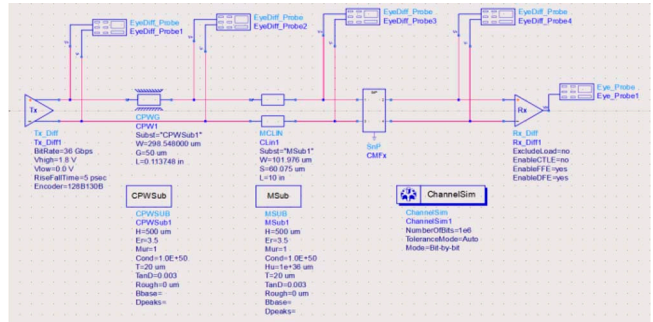 EyeDiff_Probe
EyeDiff_Probe1
EyeDiff_Probe
EyeDiff_Probe2
EyeDiff_Probe
EyeDiff_Probe3
EyeDiff_Probe
EyeDiff_Probe4
Eye_Probe
Eye_Probe1
Tx
Rx
Tx_Diff
Tx_Diff1
BitRate=36 Gbps
Vhigh=1.8 V
Vlow=0.0 V
RiseFallTime=5 psec
Encoder=128B130B
CPWG
CPW1
Subst="CPWSub1"
W=298.548000 um
G=50 um
L=0.113748 in
MCLIN
CLin1
Subst="MSub1"
W=101.976 um
S=60.075 um
L=10 in
SnP
CMFx
Rx_Diff
Rx_Diff1
ExcludeLoad=no
EnableCTLE=no
EnableFFE=yes
EnableDFE=yes
CPWSub
CPWSUB
CPWSub1
H=500 um
Er=3.5
Mur=1
Cond=1.0E+50
T=20 um
TanD=0.003
Rough=0 um
Bbase=
Dpeaks=
MSub
MSUB
MSub1
H=500 um
Er=3.5
Mur=1
Cond=1.0E+50
Hu=1e+36 um
T=20 um
TanD=0.003
Rough=0 um
Bbase=
Dpeaks=
ChannelSim
ChannelSim
ChannelSim1
NumberOfBits=1e6
ToleranceMode=Auto
Mode=Bit-by-bit